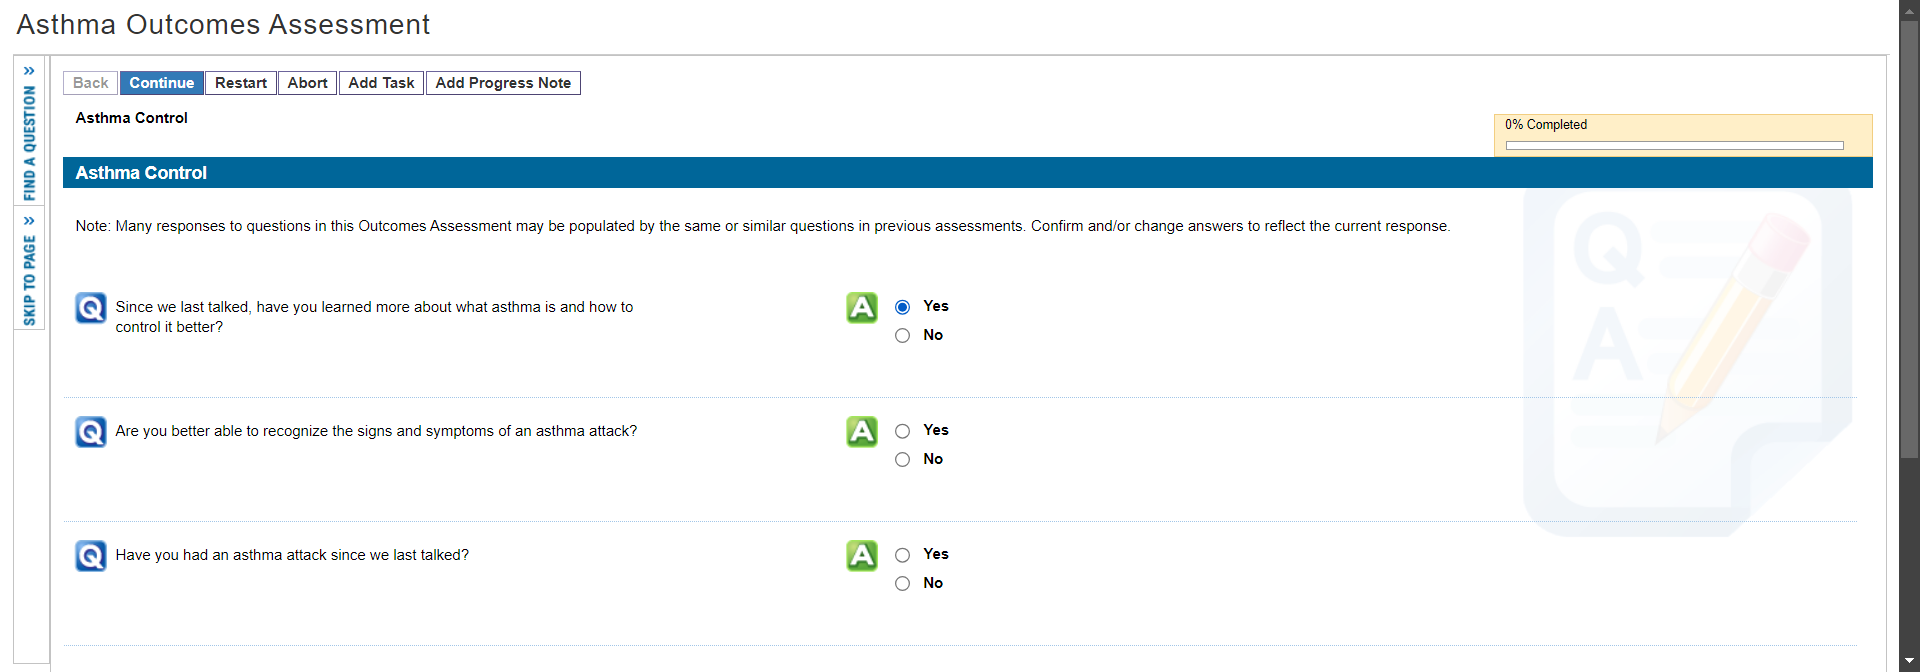 Asthma Outcomes Assessment
FIND A QUESTION »
SKIP TO PAGE »
Back Continue Restart Abort Add Task Add Progress Note
Asthma Control
0% Completed
Asthma Control
Note: Many responses to questions in this Outcomes Assessment may be populated by the same or similar questions in previous assessments. Confirm and/or change answers to reflect the current response.
Q Since we last talked, have you learned more about what asthma is and how to
control it better?
A Yes
No
Q Are you better able to recognize the signs and symptoms of an asthma attack?
A Yes
No
Q Have you had an asthma attack since we last talked?
A Yes
No
Q
A